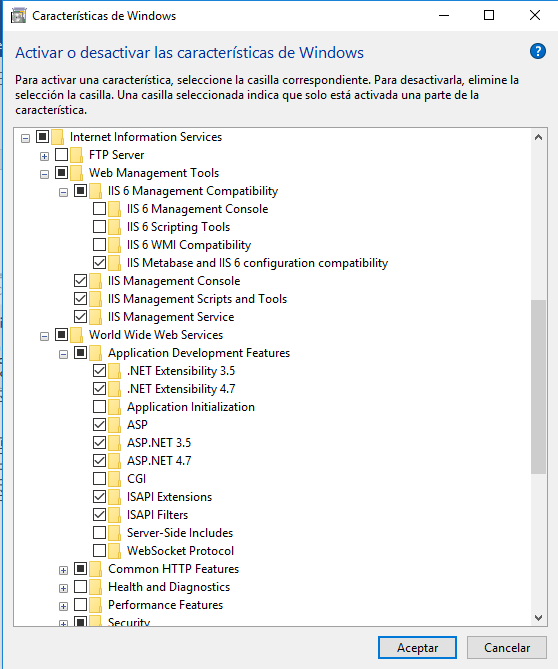 Características de Windows
Activar o desactivar las características de Windows
?
Para activar una característica, seleccione la casilla correspondiente. Para desactivarla, elimine la
selección la casilla. Una casilla seleccionada indica que solo está activada una parte de la
característica.
Internet Information Services
FTP Server
Web Management Tools
IIS 6 Management Compatibility
IIS 6 Management Console
IIS 6 Scripting Tools
IIS 6 WMI Compatibility
IIS Metabase and IIS 6 configuration compatibility
IIS Management Console
IIS Management Scripts and Tools
IIS Management Service
World Wide Web Services
Application Development Features
.NET Extensibility 3.5
.NET Extensibility 4.7
Application Initialization
ASP
ASP.NET 3.5
ASP.NET 4.7
CGI
ISAPI Extensions
ISAPI Filters
Server-Side Includes
WebSocket Protocol
Common HTTP Features
Health and Diagnostics
Performance Features
Security
Aceptar
Cancelar